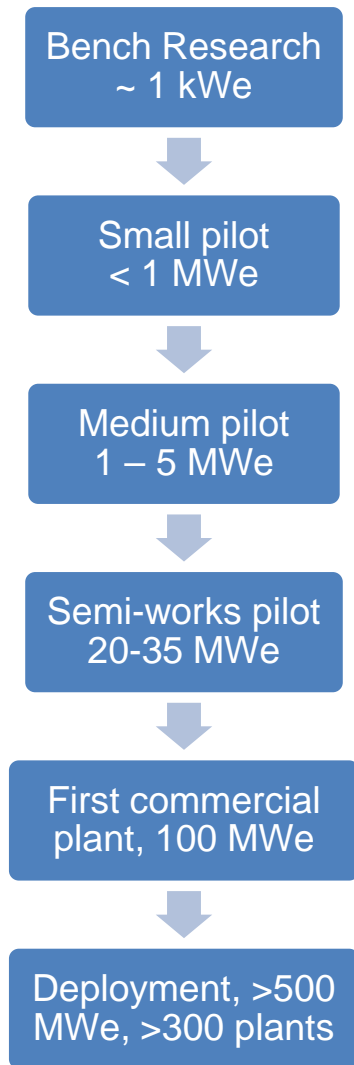 Bench Research
~ 1 kWe
Small pilot
< 1 MWe
Medium pilot
1 – 5 MWe
Semi-works pilot
20-35 MWe
First commercial
plant, 100 MWe
Deployment, >500
MWe, >300 plants